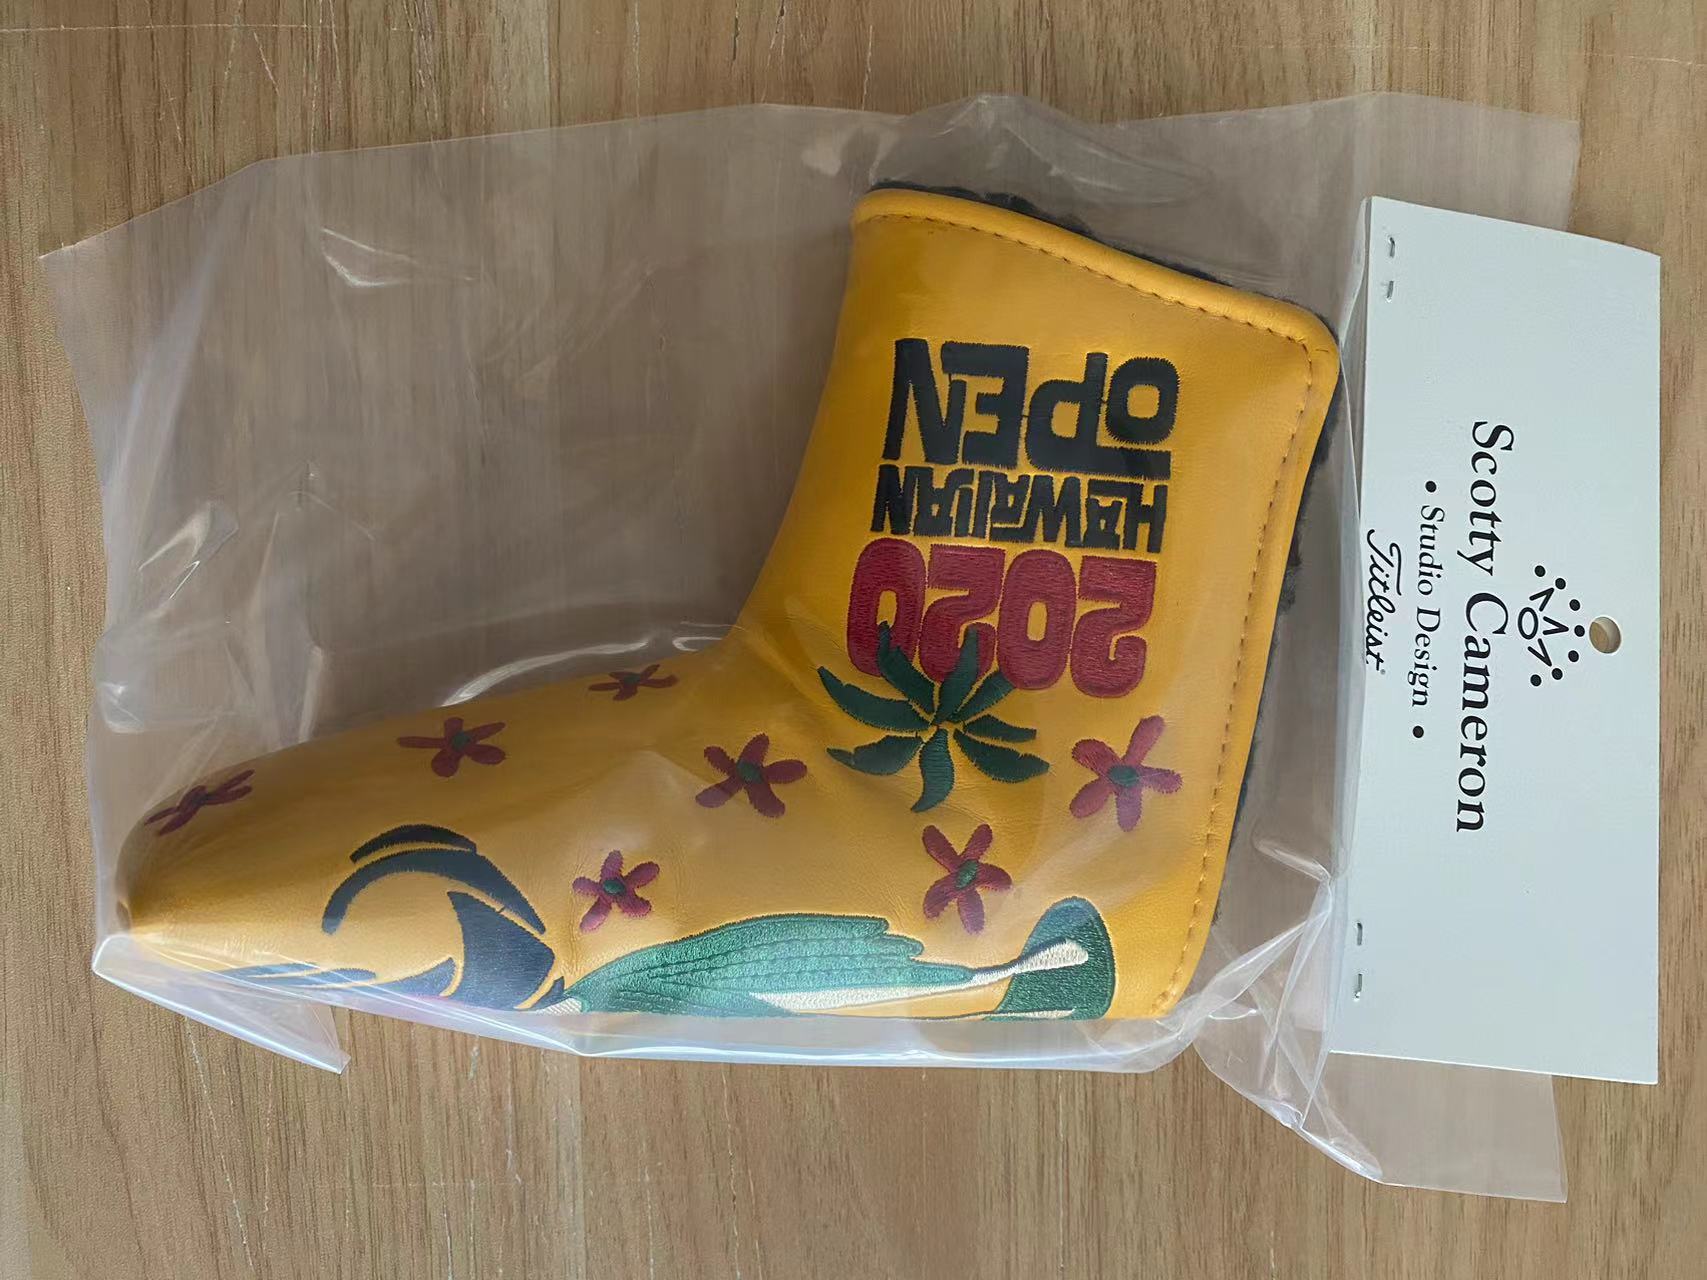 Scotty Cameron
• Studio Design •
Titleist
2020
HAWAIIAN
OPEN